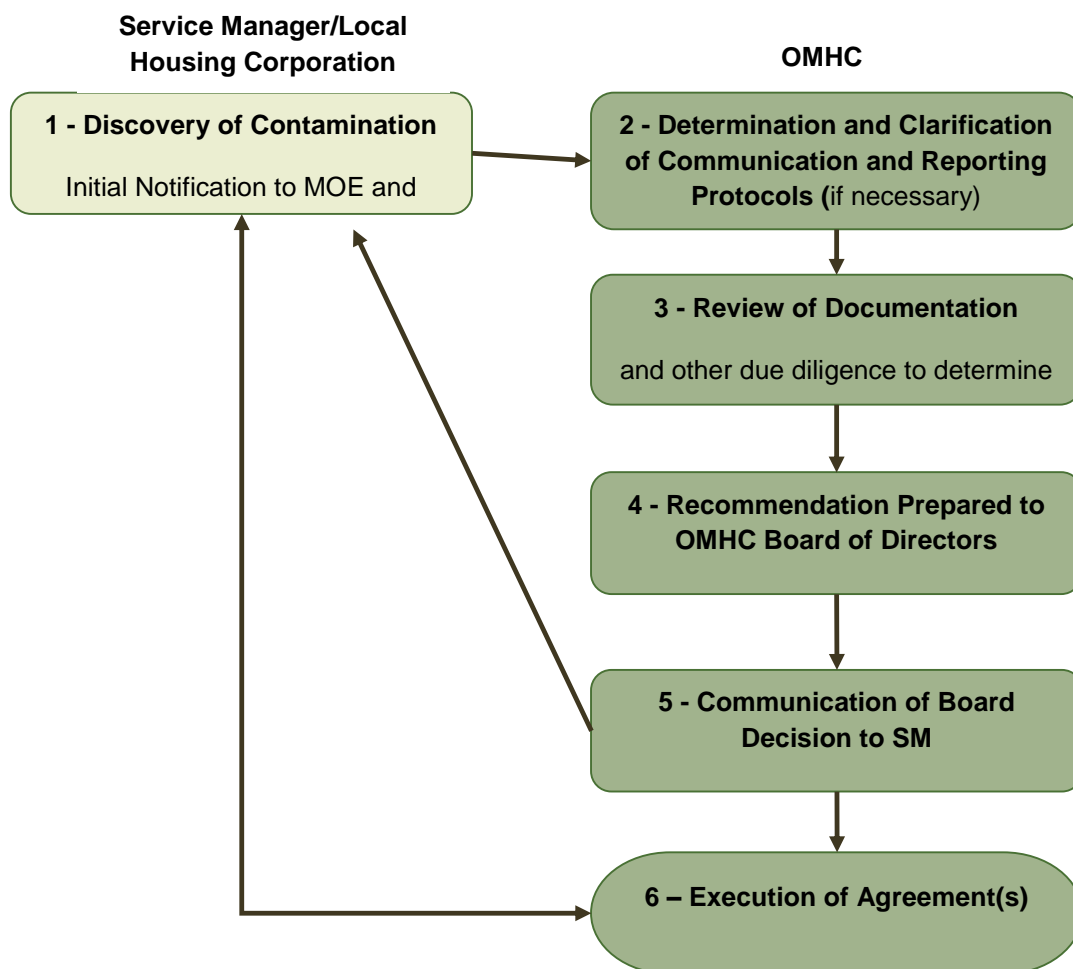 Service Manager/Local
Housing Corporation
OMHC
1 - Discovery of Contamination
Initial Notification to MOE and
2 - Determination and Clarification
of Communication and Reporting
Protocols (if necessary)
3 - Review of Documentation
and other due diligence to determine
4 - Recommendation Prepared to
OMHC Board of Directors
5 - Communication of Board
Decision to SM
6 – Execution of Agreement(s)